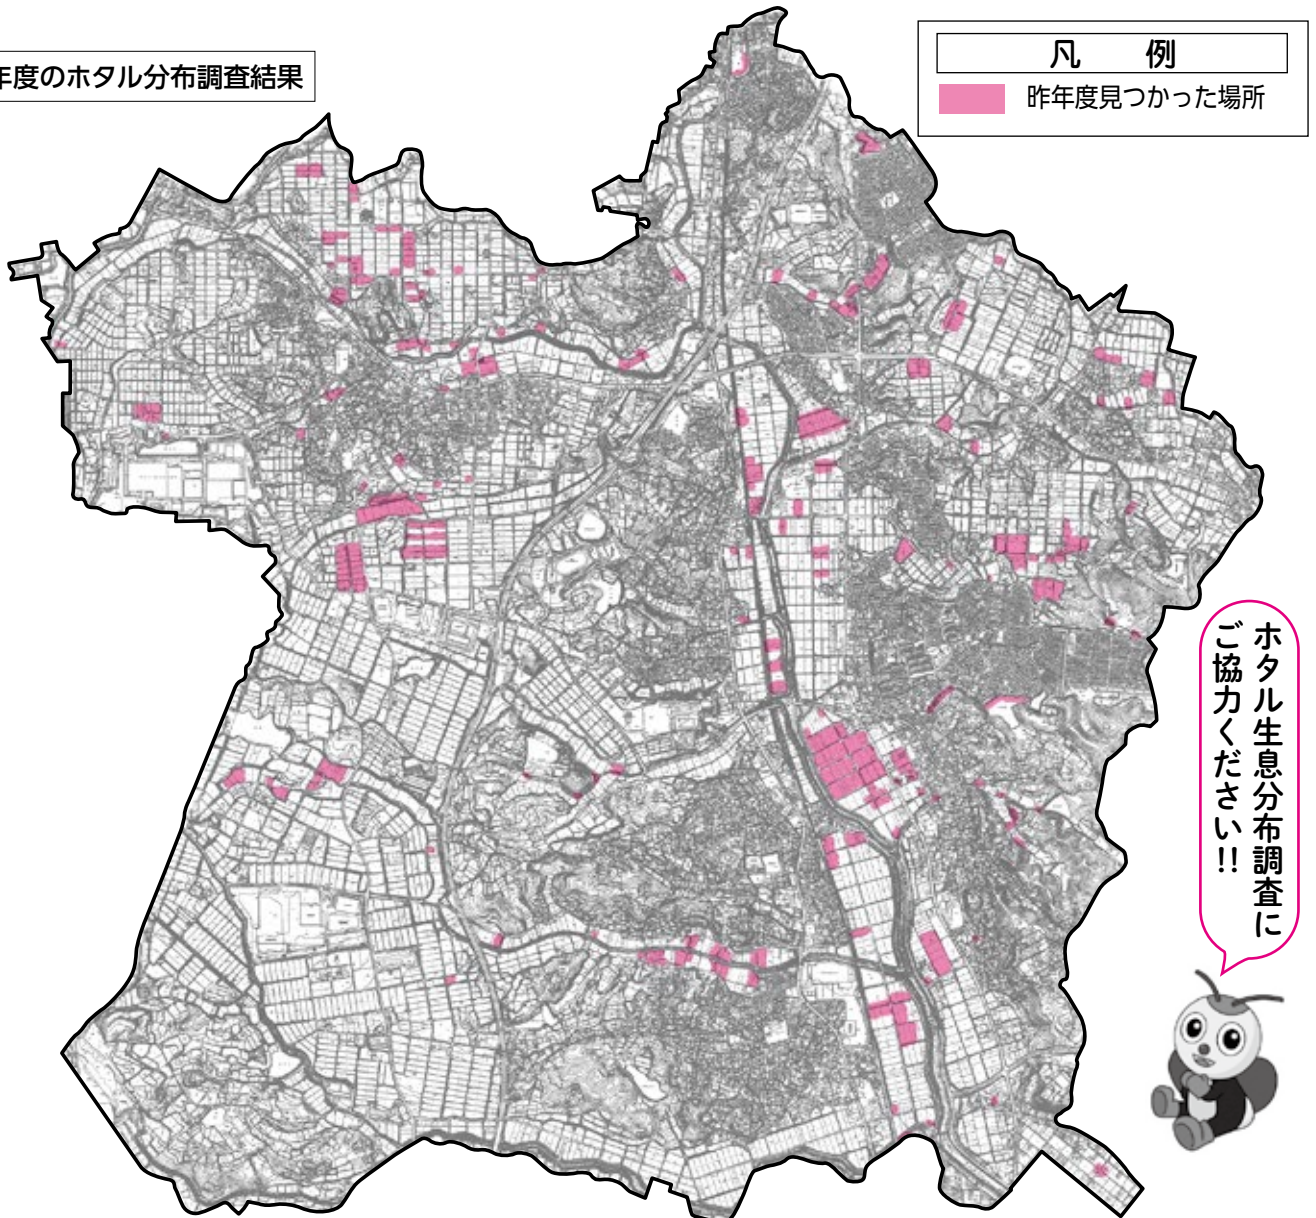 年度のホタル分布調査結果
凡 例
昨年度見つかった場所
ホタル生息分布調査に
ご協力ください!!